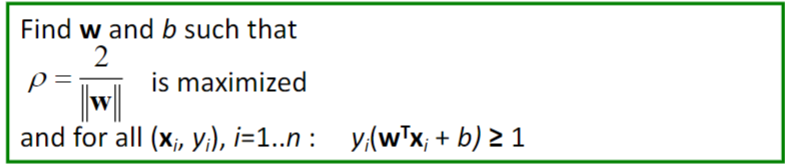 Find w and b such that
ρ = 2 / ‖w‖ is maximized
and for all (xᵢ, yᵢ), i=1..n : yᵢ(wᵀxᵢ + b) ≥ 1